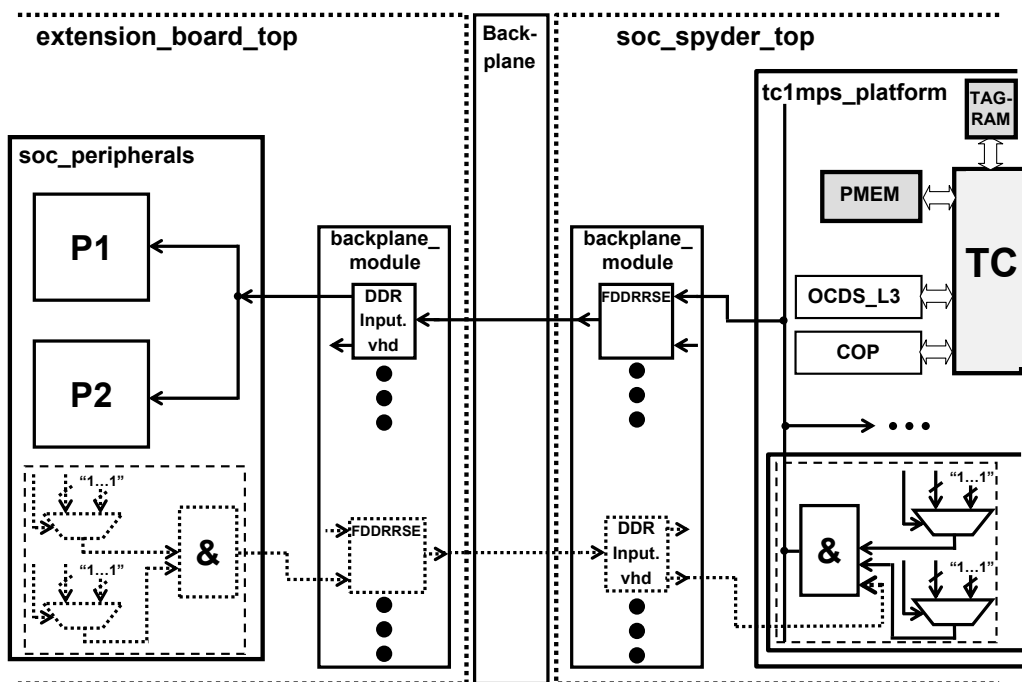 extension_board_top
Back-
plane
soc_spyder_top
tc1mps_platform
TAG-
RAM
soc_peripherals
PMEM
P1
backplane_
module
backplane_
module
TC
DDR
Input.
vhd
FDDRRSE
OCDS_L3
COP
P2
“1...1”
“1...1”
&
FDDRRSE
DDR
Input.
vhd
&
“1...1”
“1...1”